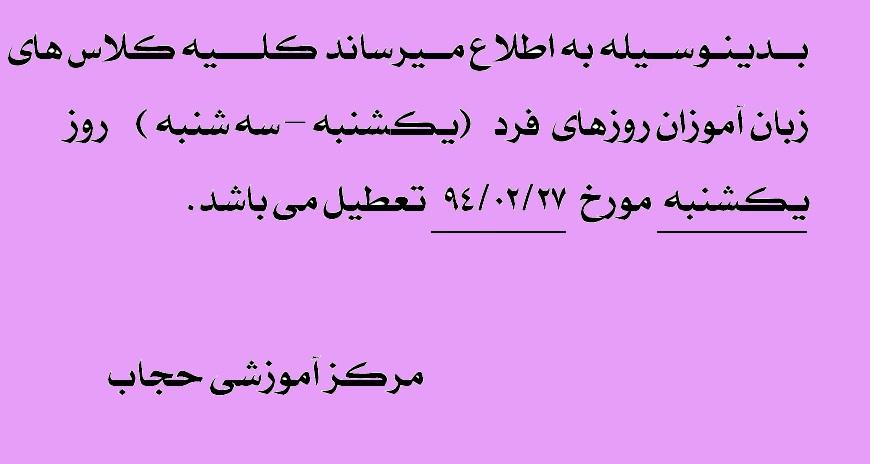 بدینوسیله به اطلاع میرساند کلیه کلاس های
زبان آموزان روزهای فرد (یکشنبه - سه شنبه ) روز
یکشنبه مورخ ۹٤/۰۲/۲۷ تعطیل می باشد.
مرکز آموزشی حجاب